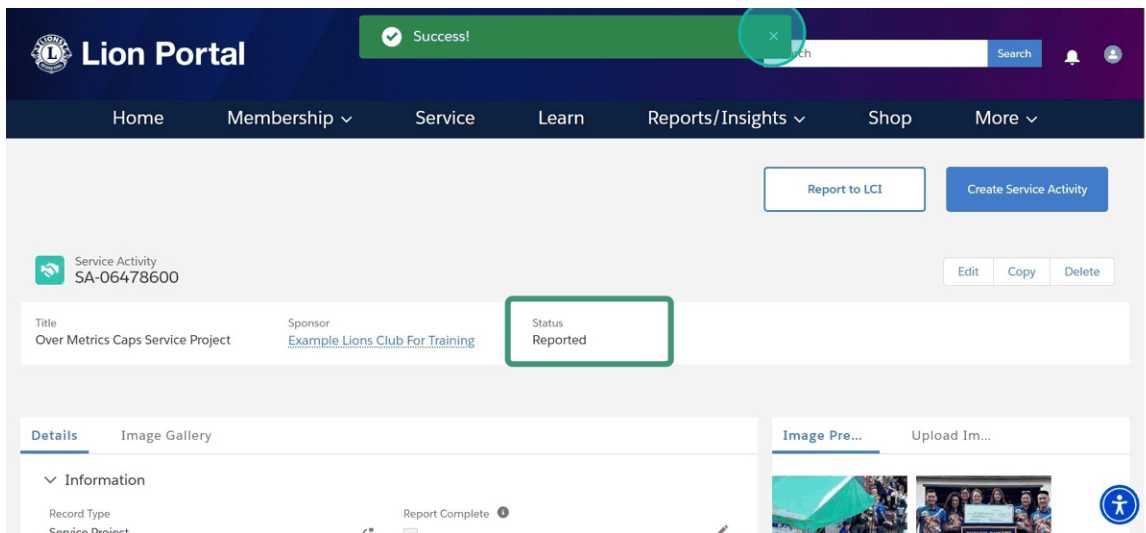 Success!
Lion Portal
Search
Home Membership Service Learn Reports/Insights Shop More
Report to LCI Create Service Activity
Service Activity
SA-06478600
Edit Copy Delete
Title Sponsor Status
Over Metrics Caps Service Project Example Lions Club For Training Reported
Details Image Gallery Image Pre... Upload Im...
Information
Record Type Report Complete
Service Project